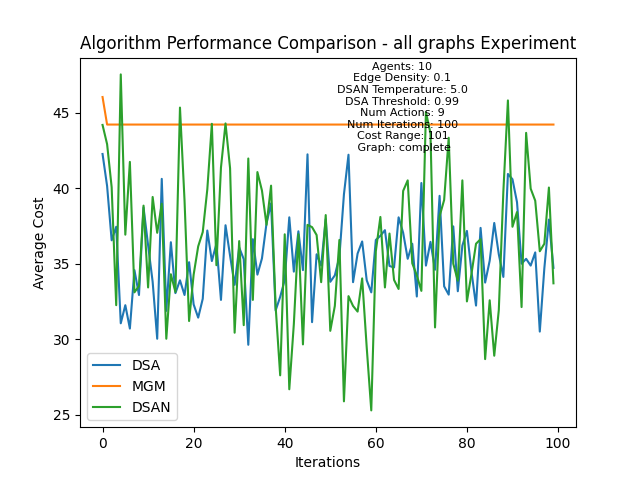 Algorithm Performance Comparison - all graphs Experiment
Agents: 10
Edge Density: 0.1
DSAN Temperature: 5.0
DSA Threshold: 0.99
Num Actions: 9
Num Iterations: 100
Cost Range: 101
Graph: complete
Average Cost
45
40
35
30
25
DSA
MGM
DSAN
0
20
40
60
80
100
Iterations